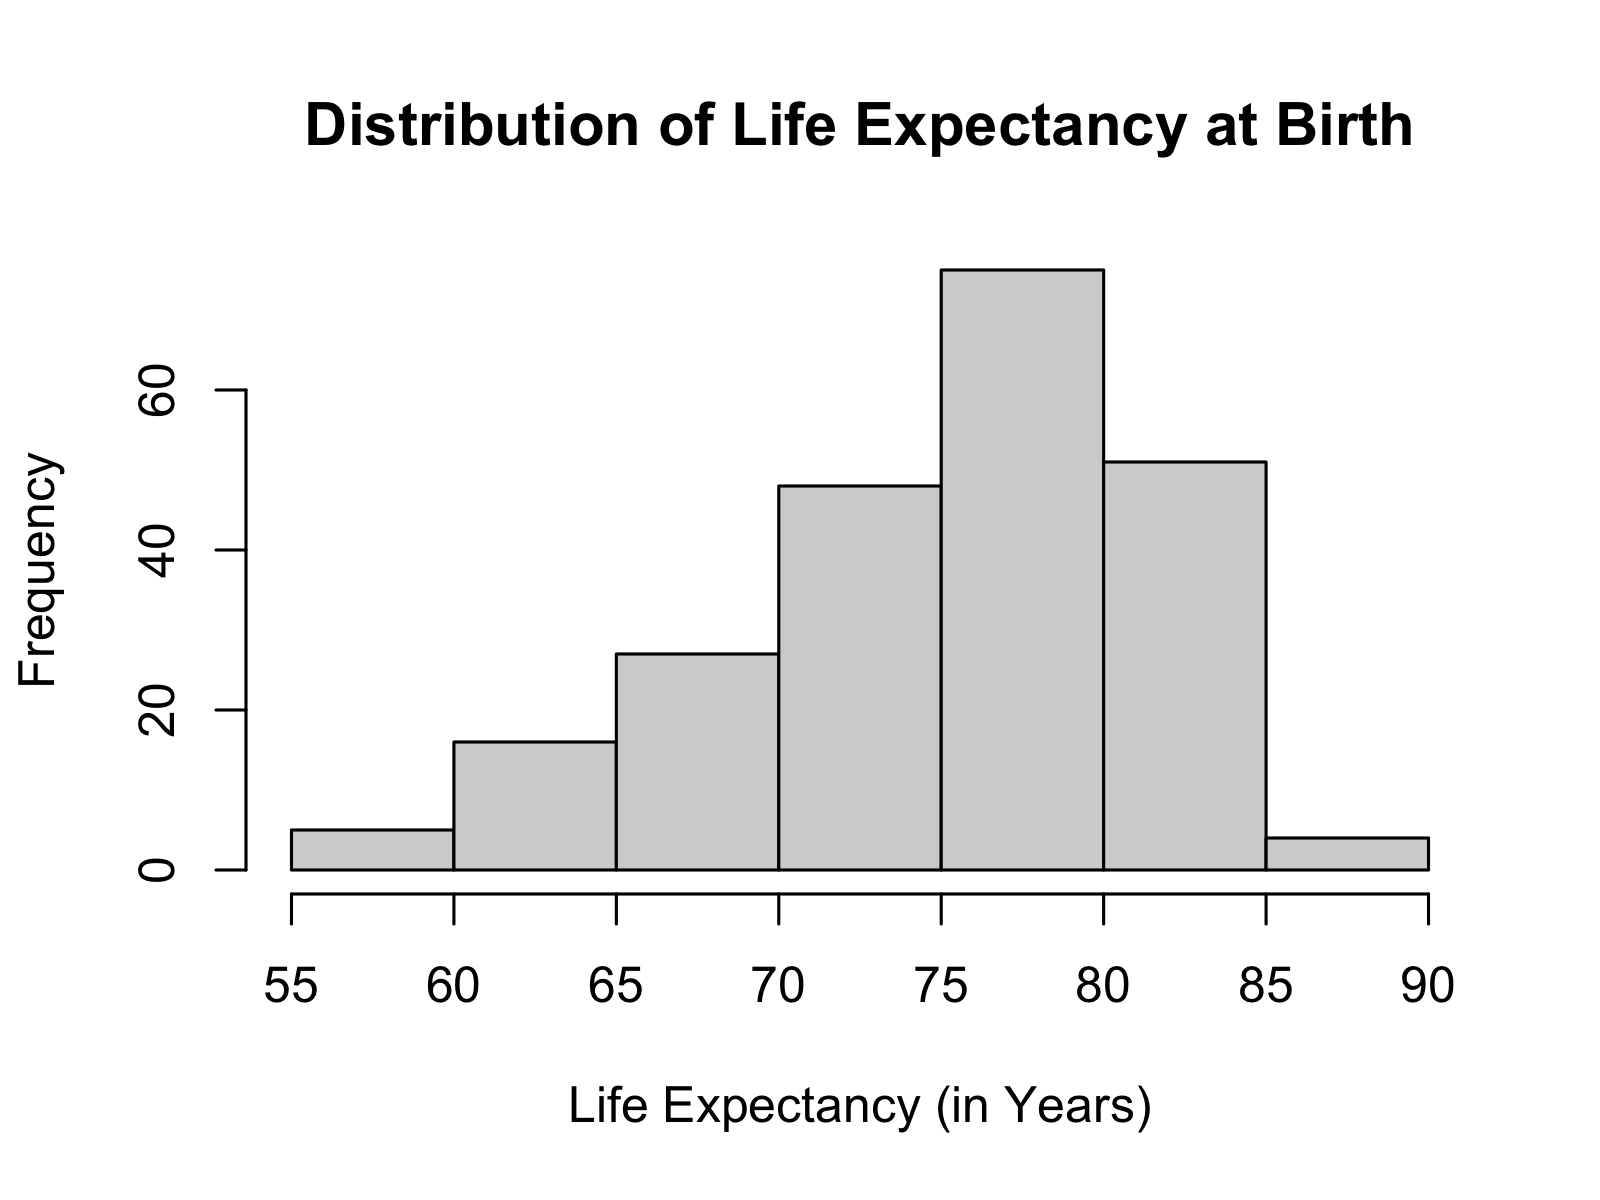 Distribution of Life Expectancy at Birth
Frequency
60
40
20
0
55 60 65 70 75 80 85 90
Life Expectancy (in Years)